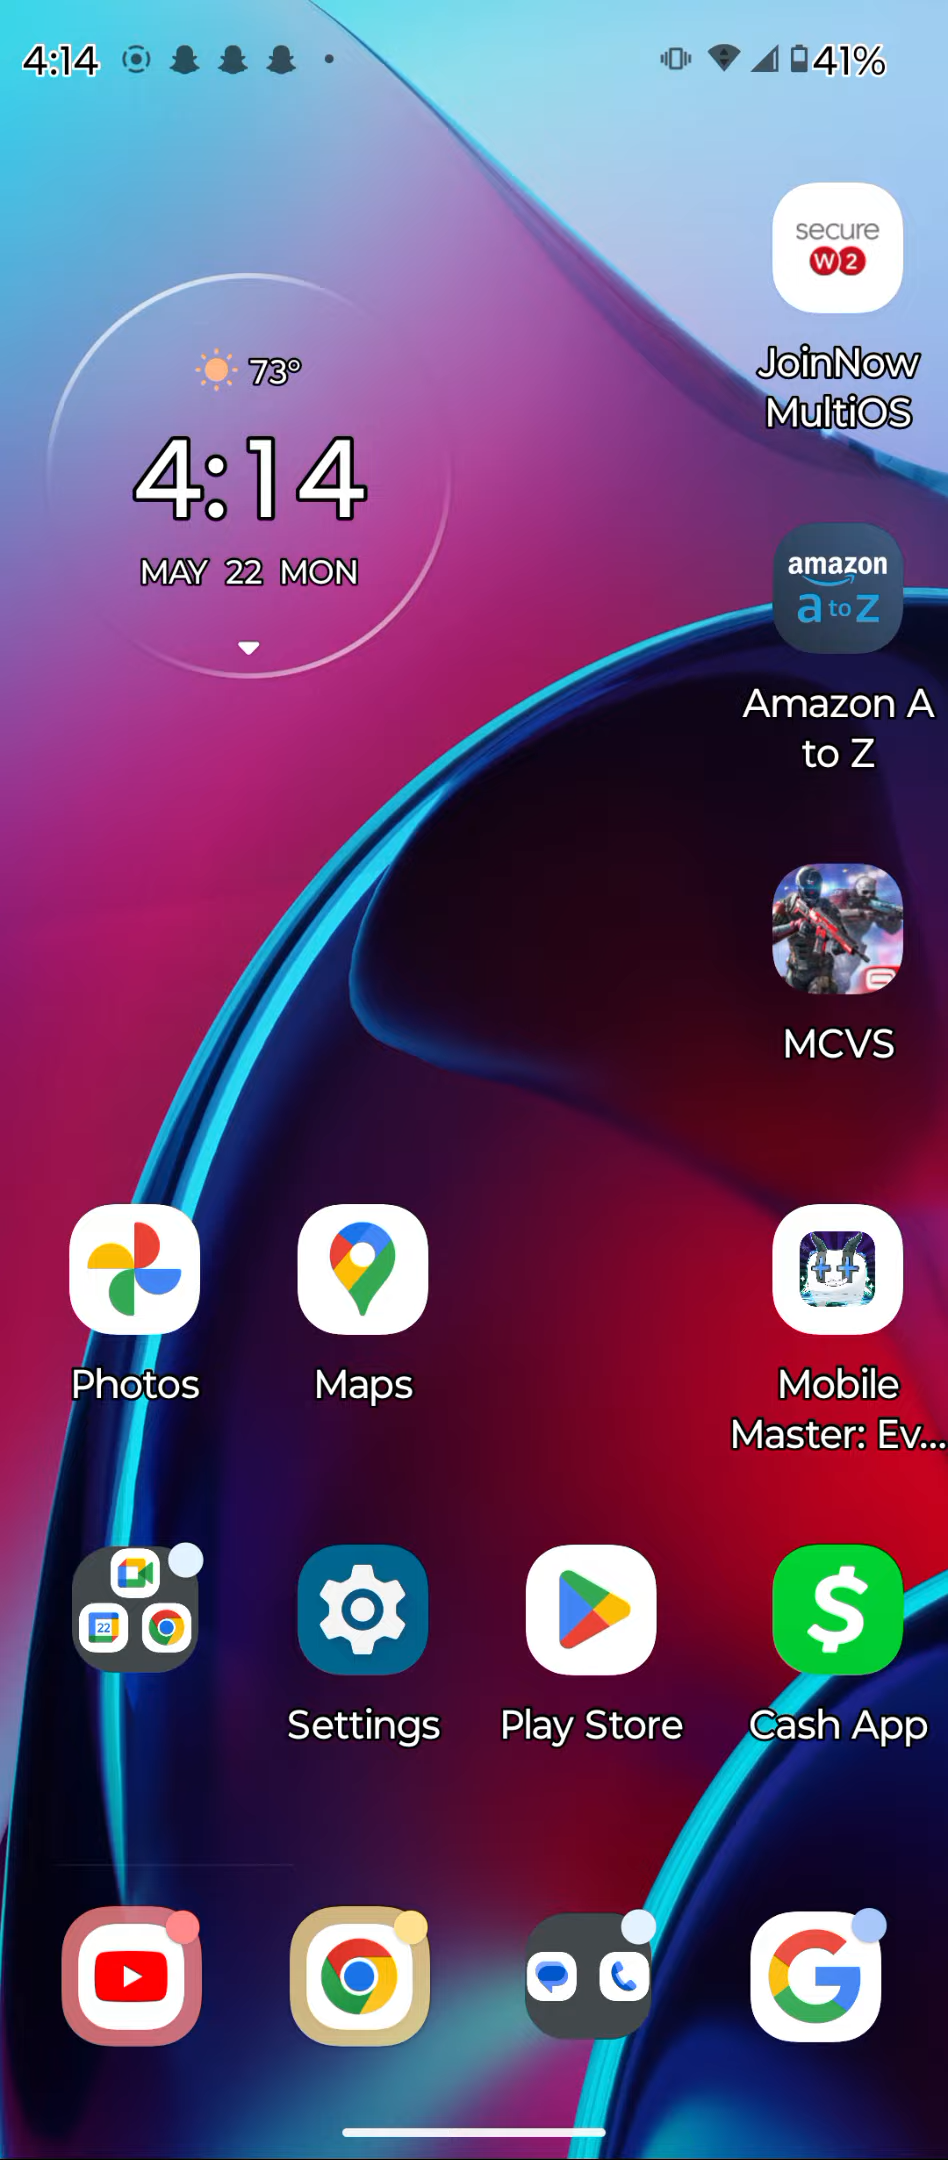 4:14
41%
secure
W2
JoinNow
MultiOS
73°
4:14
MAY 22 MON
amazon
a to z
Amazon A
to Z
MCVS
Photos
Maps
Mobile
Master: Ev...
22
Settings
Play Store
Cash App